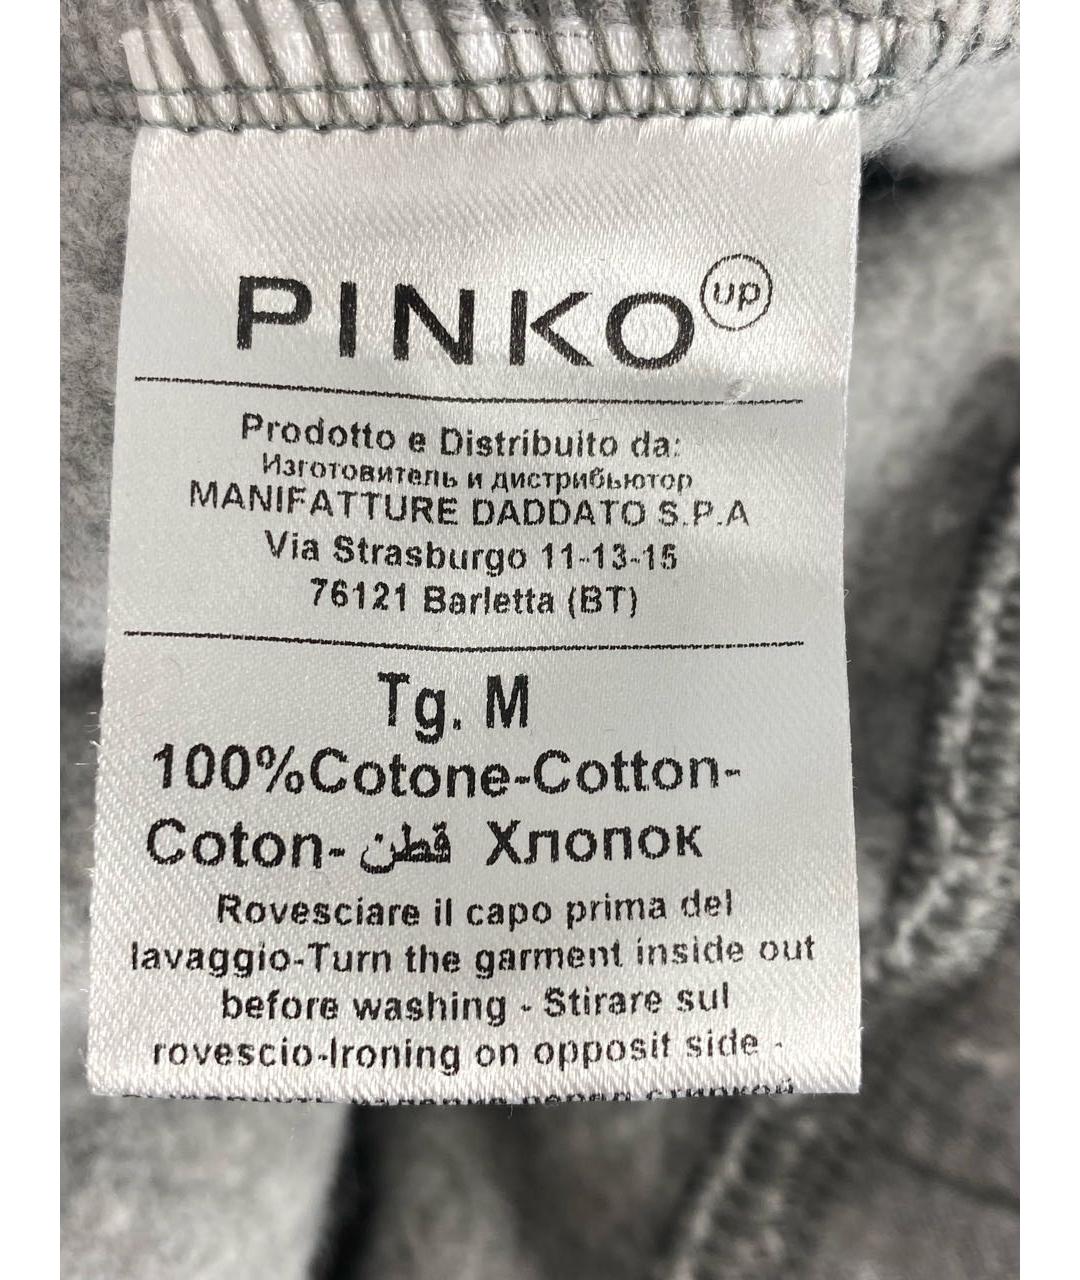 PINKO up
Prodotto e Distribuito da:
Изготовитель и дистрибьютор
MANIFATTURE DADDATO S.P.A
Via Strasburgo 11-13-15
76121 Barletta (BT)
Tg. M
100%Cotone-Cotton-
Coton- قطن Хлопок
Rovesciare il capo prima del
lavaggio-Turn the garment inside out
before washing - Stirare sul
rovescio-Ironing on opposit side -
перед стиркой